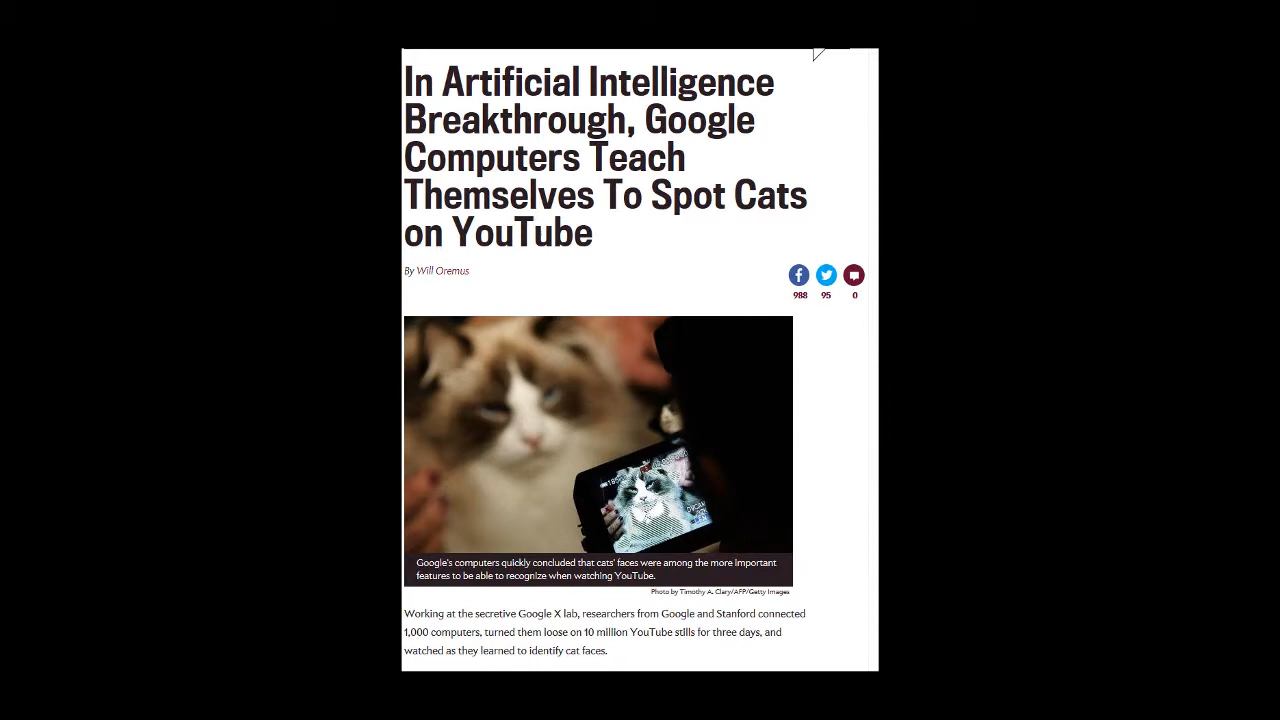 In Artificial Intelligence
Breakthrough, Google
Computers Teach
Themselves To Spot Cats
on YouTube
By Will Oremus
988 95 0
Google's computers quickly concluded that cats' faces were among the more important
features to be able to recognize when watching YouTube.
Photo by Timothy A. Clary/AFP/Getty Images
Working at the secretive Google X lab, researchers from Google and Stanford connected
1,000 computers, turned them loose on 10 million YouTube stills for three days, and
watched as they learned to identify cat faces.